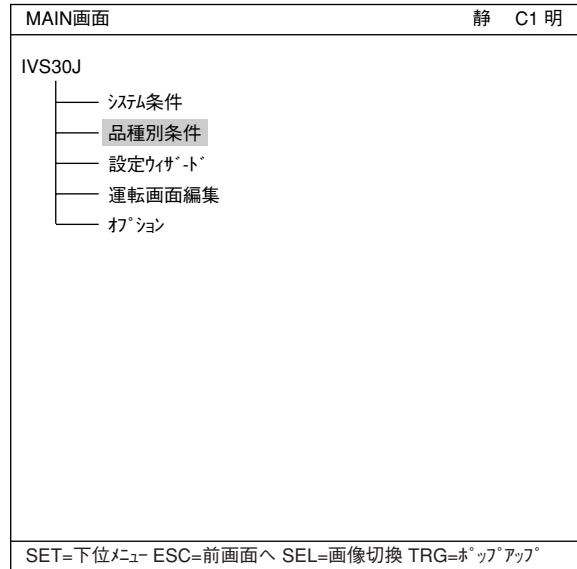 MAIN画面 静 C1 明
IVS30J
ｼｽﾃﾑ条件
品種別条件
設定ｳｨｻﾞｰﾄﾞ
運転画面編集
ｵﾌﾟｼｮﾝ
SET=下位ﾒﾆｭｰ ESC=前画面へ SEL=画像切換 TRG=ﾎﾟｯﾌﾟｱｯﾌﾟ